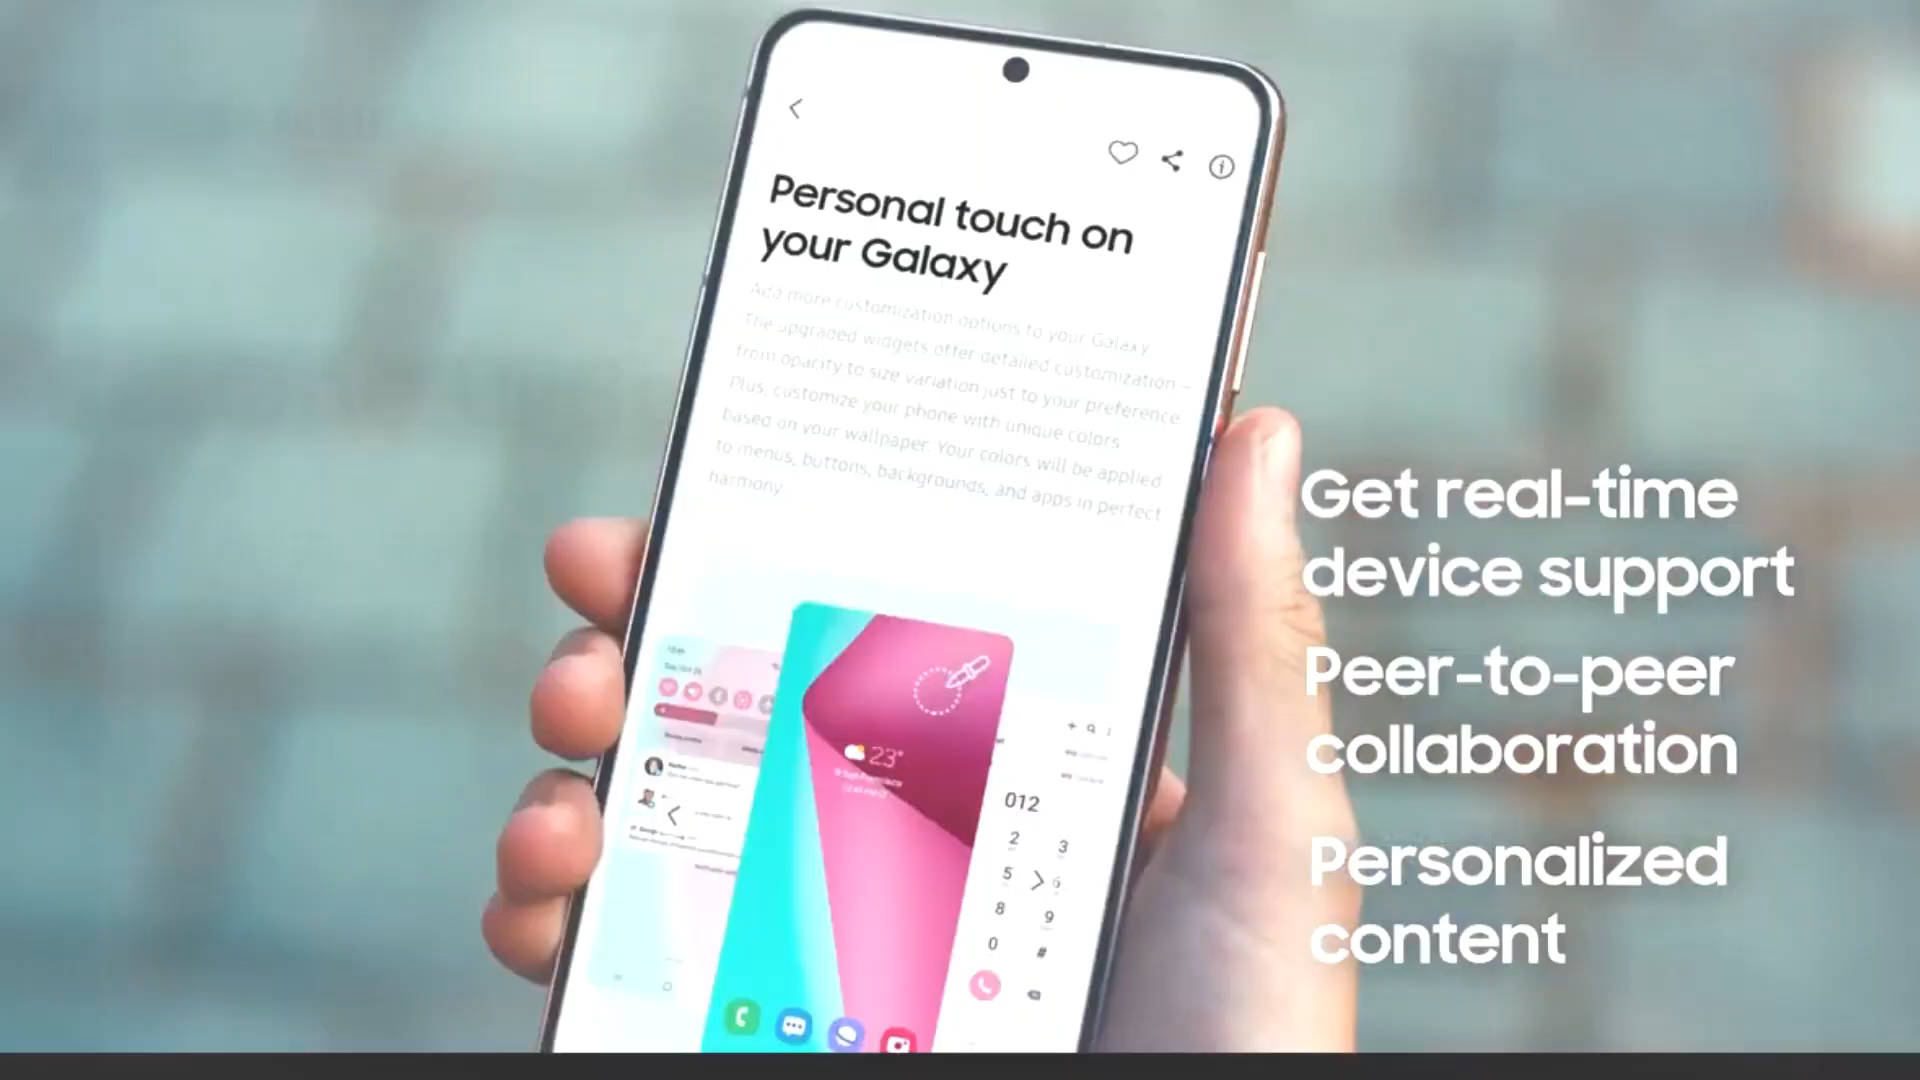 Personal touch on
your Galaxy
Add more customization options to your Galaxy
The upgraded widgets offer detailed customization –
from opacity to size variation just to your preference
Plus, customize your phone with unique colors
based on your wallpaper. Your colors will be applied
to menus, buttons, backgrounds, and apps in perfect
harmony
23°
San Francisco
012
2 3
5 6
8 9
0 #
Get real-time
device support
Peer-to-peer
collaboration
Personalized
content